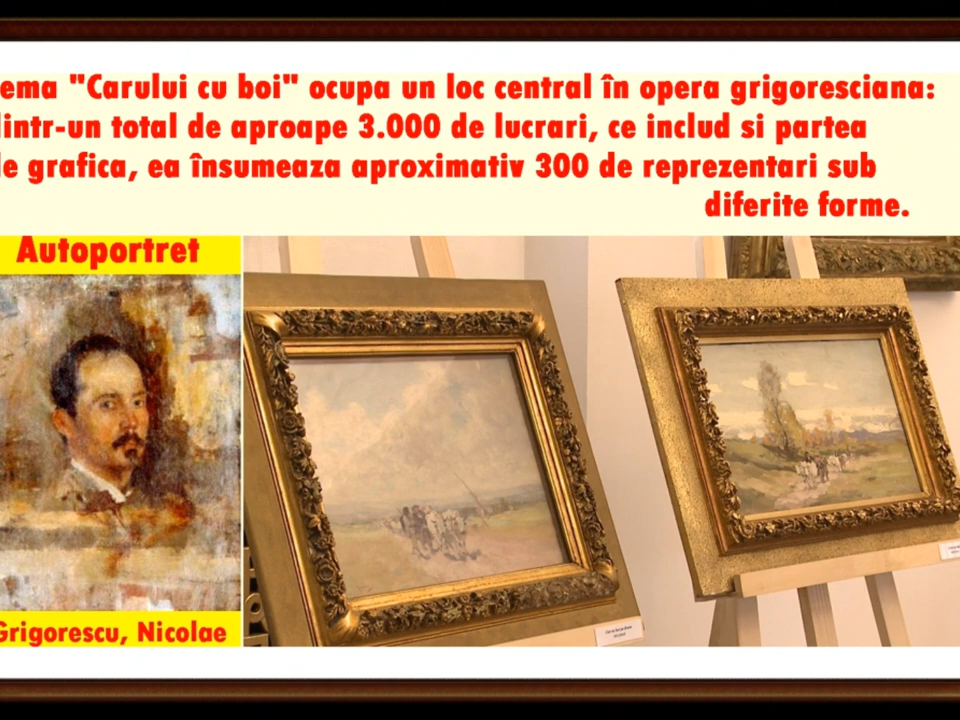 ema "Carului cu boi" ocupa un loc central în opera grigoresciana:
intr-un total de aproape 3.000 de lucrari, ce includ si partea
e grafica, ea însumeaza aproximativ 300 de reprezentari sub
diferite forme.
Autoportret
Grigorescu, Nicolae